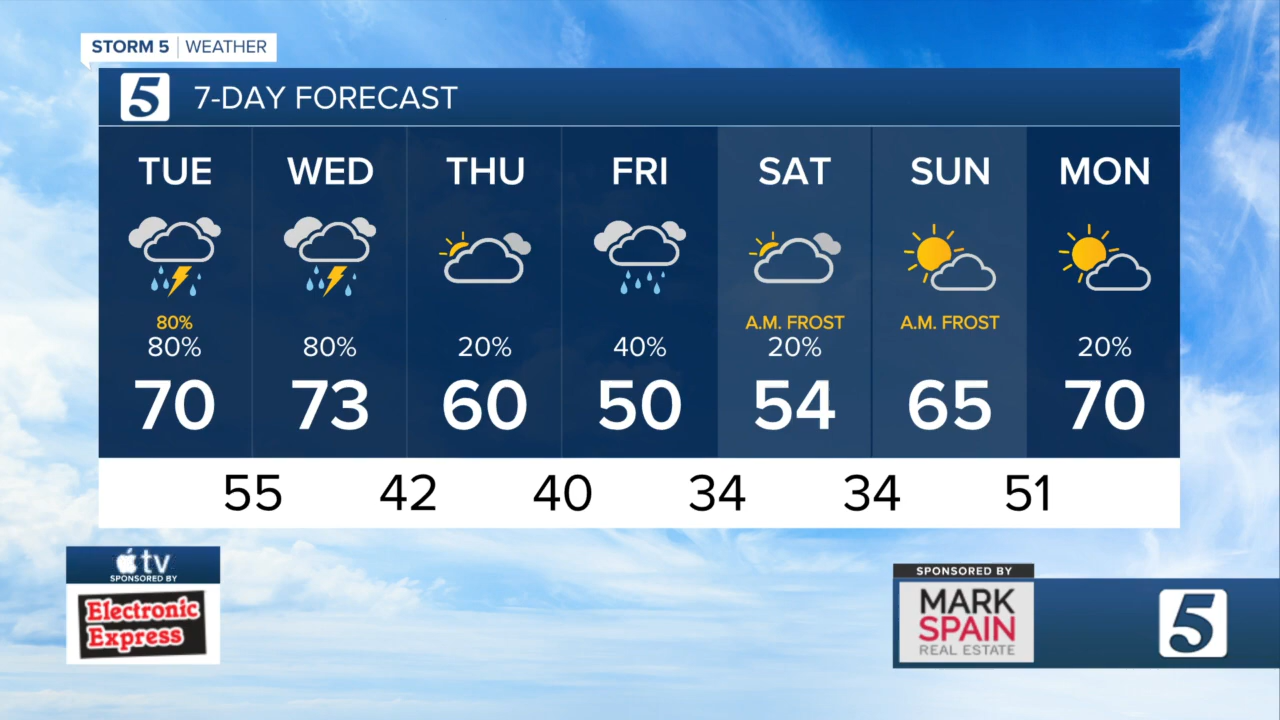 STORM 5 | WEATHER
5 7-DAY FORECAST
TUE WED THU FRI SAT SUN MON
80% A.M. FROST A.M. FROST
80% 80% 20% 40% 20% 20%
70 73 60 50 54 65 70
55 42 40 34 34 51
tv
SPONSORED BY
Electronic
Express
SPONSORED BY
MARK
SPAIN
REAL ESTATE
5